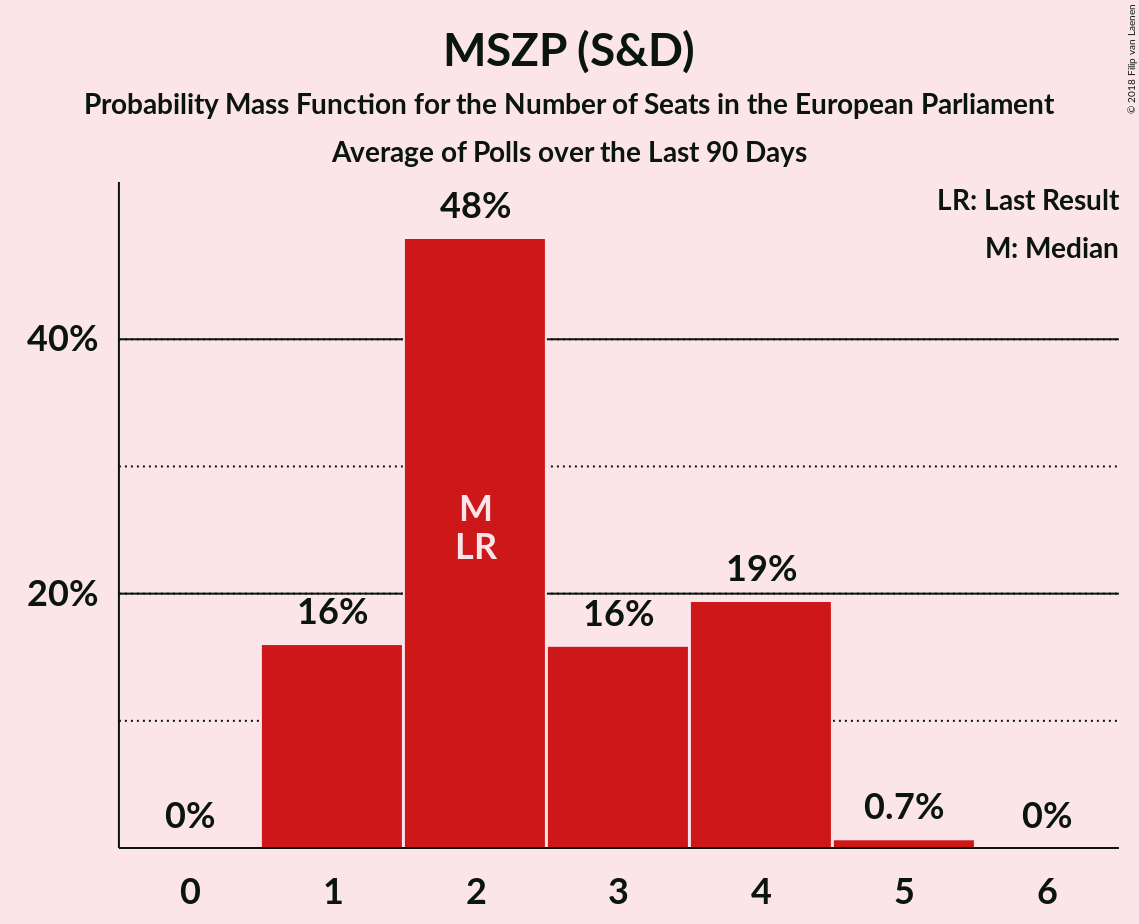 MSZP (S&D)
Probability Mass Function for the Number of Seats in the European Parliament
Average of Polls over the Last 90 Days
© 2018 Filip van Laenen
LR: Last Result
M: Median
48%
40%
M
LR
19%
20%
16%
16%
0%
0.7%
0%
0 1 2 3 4 5 6